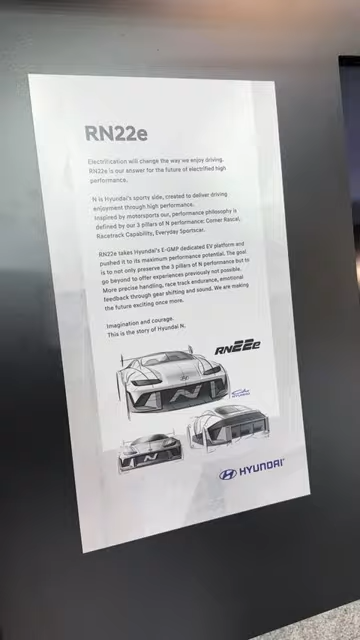 RN22e
Electrification will change the way we enjoy driving.
RN22e is our answer for the future of electrified high
performance.
N is Hyundai's sporty side, created to deliver driving
enjoyment through high performance.
Inspired by motorsports our, performance philosophy is
defined by our 3 pillars of N performance: Corner Rascal,
Racetrack Capability, Everyday Sportscar.
RN22e takes Hyundai's E-GMP dedicated EV platform and
pushed it to its maximum performance potential. The goal
is to not only preserve the 3 pillars of N performance but to
go beyond to offer experiences previously not possible.
More precise handling, race track endurance, emotional
feedback through gear shifting and sound. We are making
the future exciting once more.
Imagination and courage.
This is the story of Hyundai N.
RN22e
N
N
HYUNDAI